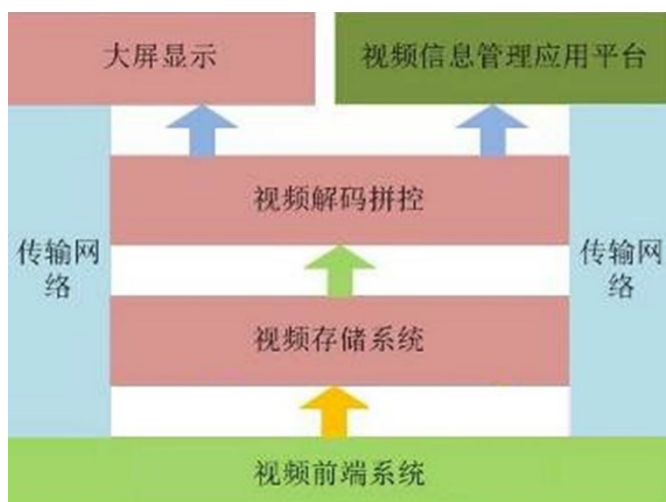 大屏显示
视频信息管理应用平台
视频解码拼控
传输网
络
传输网
络
视频存储系统
视频前端系统